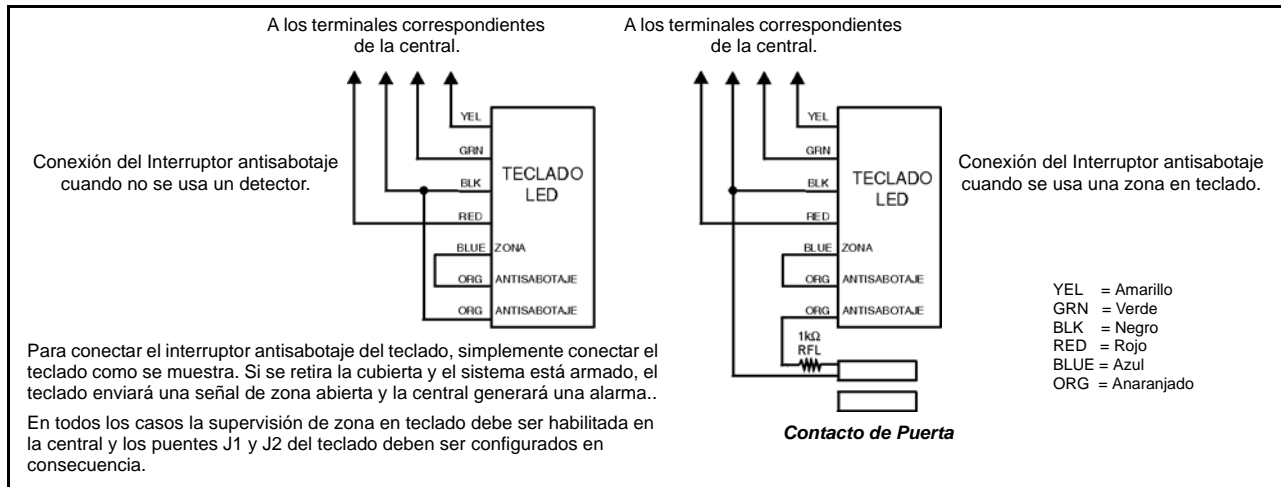 A los terminales correspondientes
de la central.
YEL
GRN
BLK
RED
BLUE
ORG
ORG
TECLADO
LED
ZONA
ANTISABOTAJE
ANTISABOTAJE
Conexión del Interruptor antisabotaje
cuando no se usa un detector.
A los terminales correspondientes
de la central.
YEL
GRN
BLK
RED
BLUE
ORG
ORG
TECLADO
LED
ZONA
ANTISABOTAJE
ANTISABOTAJE
1kΩ
RFL
Contacto de Puerta
Conexión del Interruptor antisabotaje
cuando se usa una zona en teclado.
YEL = Amarillo
GRN = Verde
BLK = Negro
RED = Rojo
BLUE = Azul
ORG = Anaranjado
Para conectar el interruptor antisabotaje del teclado, simplemente conectar el
teclado como se muestra. Si se retira la cubierta y el sistema está armado, el
teclado enviará una señal de zona abierta y la central generará una alarma..
En todos los casos la supervisión de zona en teclado debe ser habilitada en
la central y los puentes J1 y J2 del teclado deben ser configurados en
consecuencia.